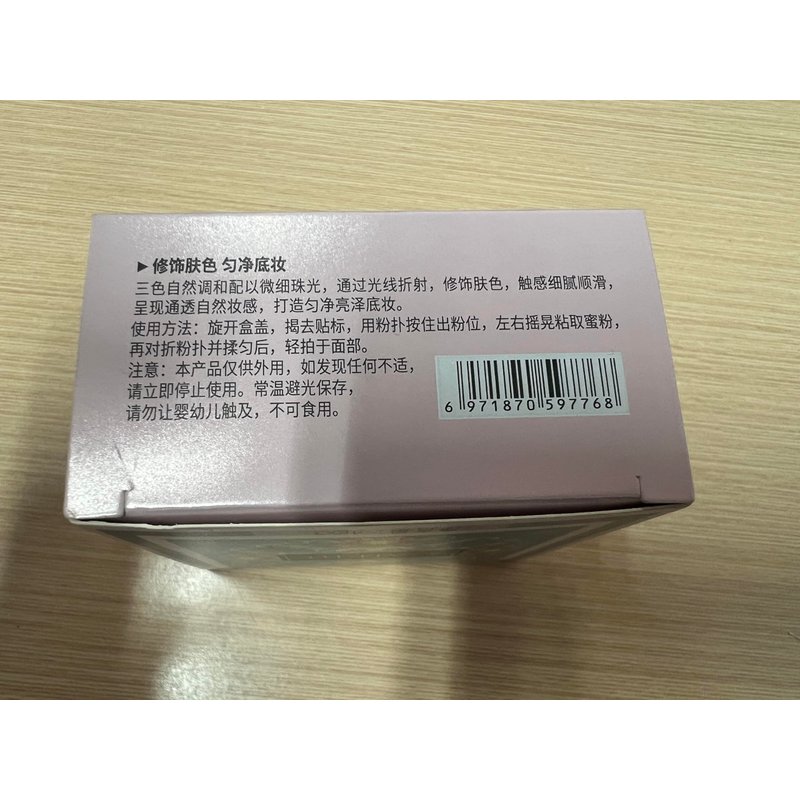 ▶修饰肤色 匀净底妆
三色自然调和配以微细珠光，通过光线折射，修饰肤色，触感细腻顺滑，
呈现通透自然妆感，打造匀净亮泽底妆。
使用方法：旋开盒盖，揭去贴标，用粉扑按住出粉位，左右摇晃粘取蜜粉，
再对折粉扑并揉匀后，轻拍于面部。
注意：本产品仅供外用，如发现任何不适，
请立即停止使用。常温避光保存，
请勿让婴幼儿触及，不可食用。
6 971870 597768